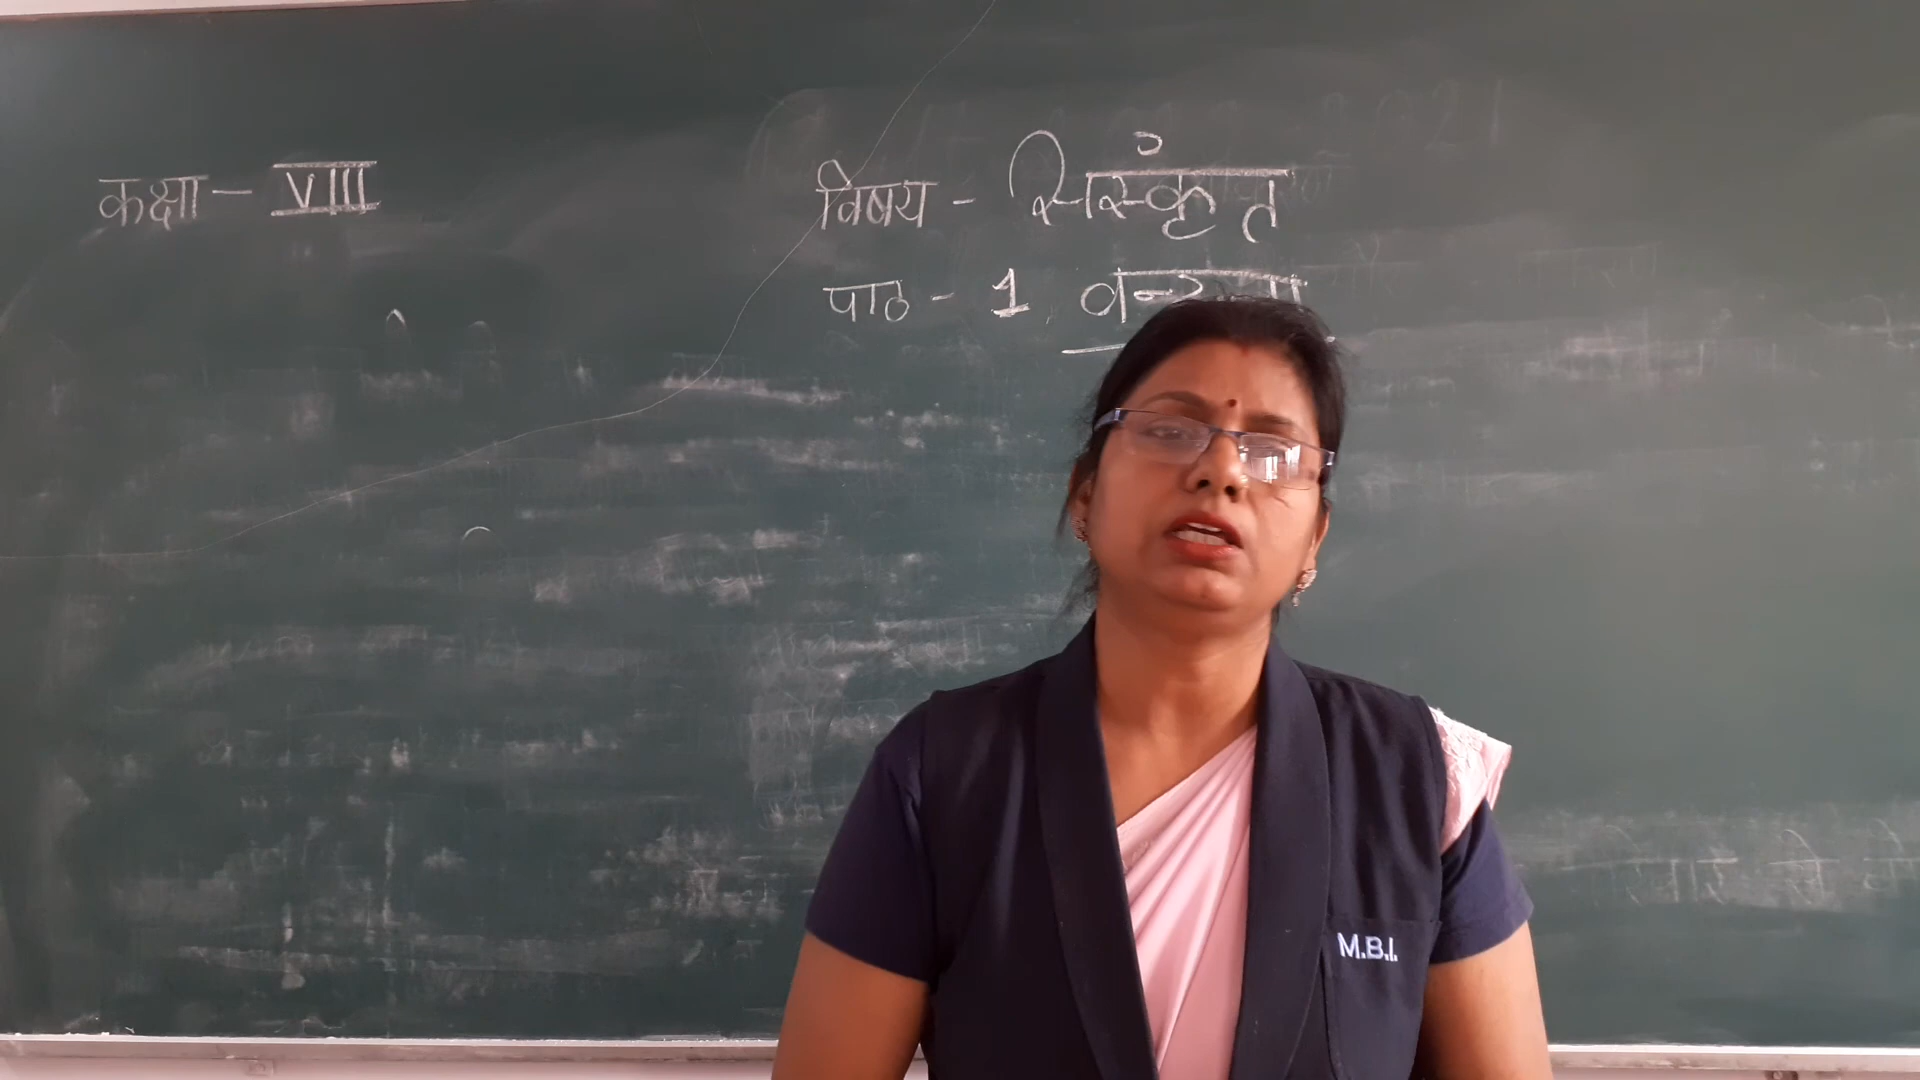 कक्षा - VIII
विषय - संस्कृत
पाठ - 1
M.B.I.